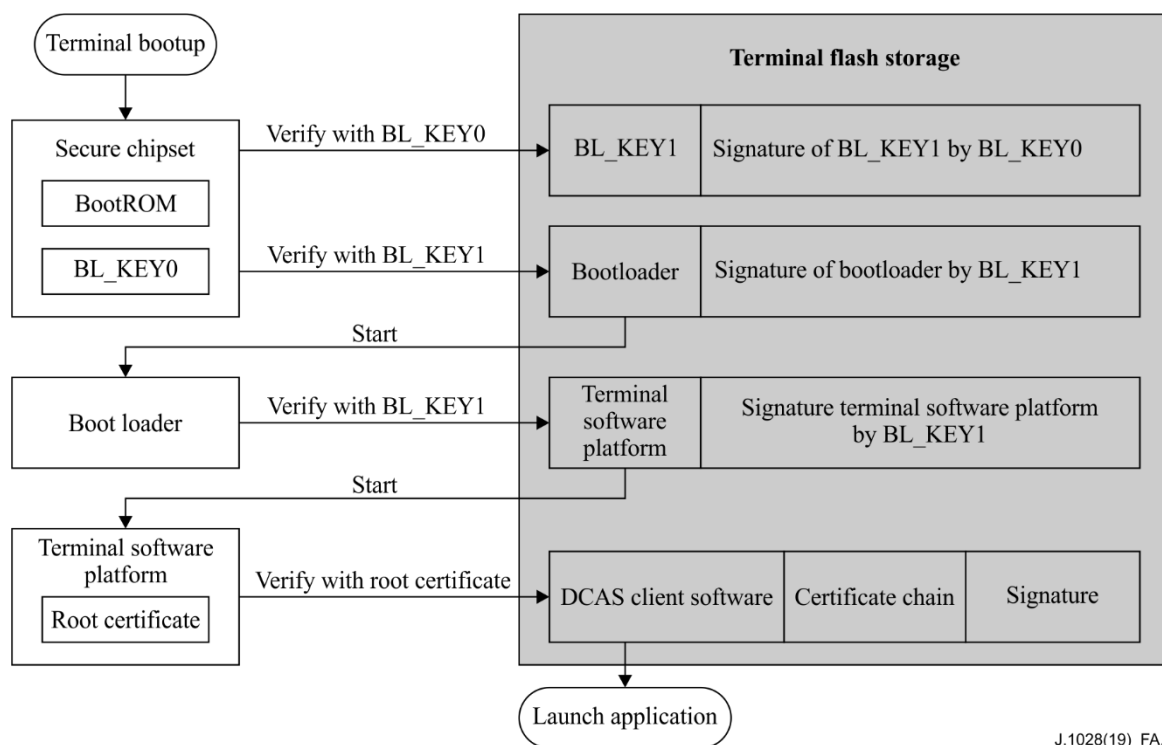 Terminal bootup
Terminal flash storage
Secure chipset
BootROM
BL_KEY0
Verify with BL_KEY0
BL_KEY1
Signature of BL_KEY1 by BL_KEY0
Verify with BL_KEY1
Bootloader
Signature of bootloader by BL_KEY1
Start
Boot loader
Verify with BL_KEY1
Terminal
software
platform
Signature terminal software platform
by BL_KEY1
Start
Terminal software
platform
Root certificate
Verify with root certificate
DCAS client software
Certificate chain
Signature
Launch application
J.1028(19)_FA.